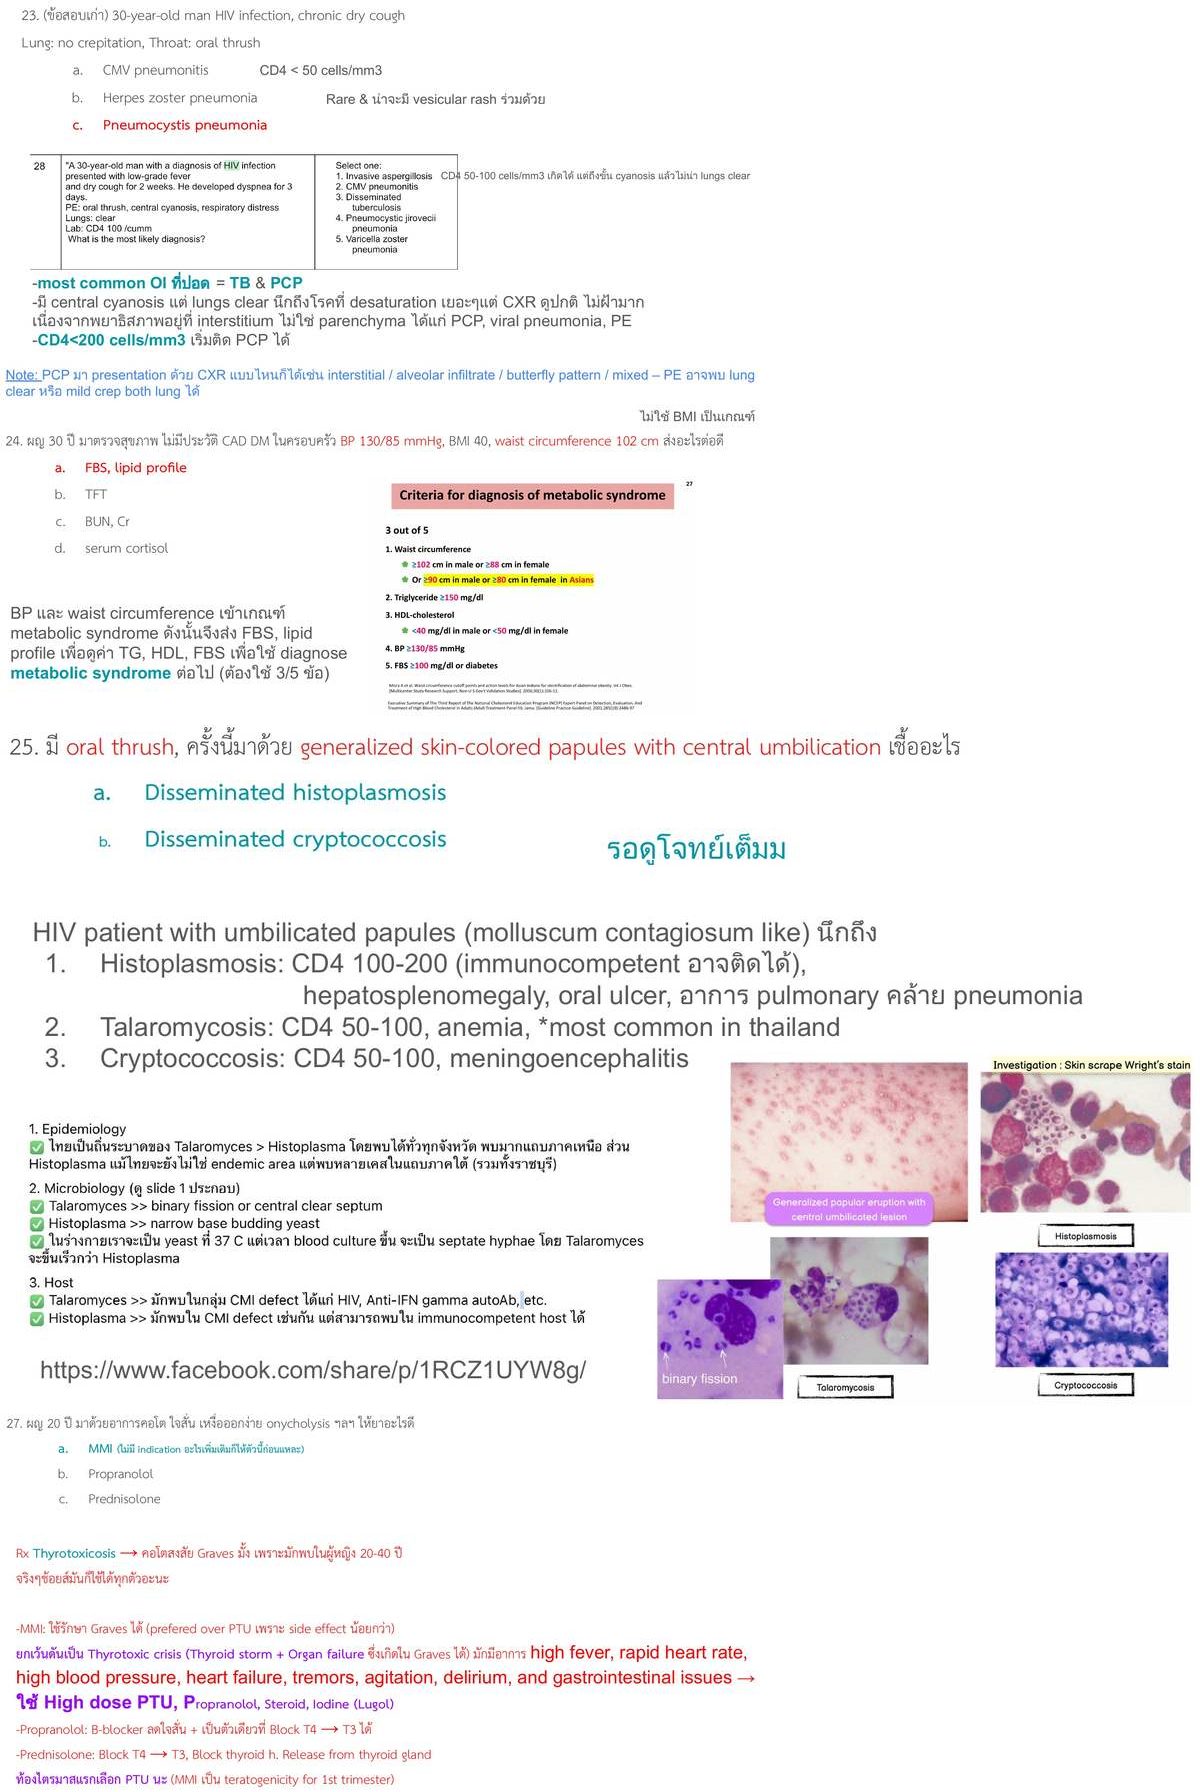 23. (ข้อสอบเก่า) 30-year-old man HIV infection, chronic dry cough
Lung: no crepitation, Throat: oral thrush
a. CMV pneumonitis CD4 < 50 cells/mm3
b. Herpes zoster pneumonia Rare & น่าจะมี vesicular rash ร่วมด้วย
c. Pneumocystis pneumonia
28
"A 30-year-old man with a diagnosis of HIV infection
presented with low-grade fever
and dry cough for 2 weeks. He developed dyspnea for 3
days.
PE: oral thrush, central cyanosis, respiratory distress
Lungs: clear
Lab: CD4 100 /cumm
What is the most likely diagnosis?
Select one:
1. Invasive aspergillosis
2. CMV pneumonitis
3. Disseminated
tuberculosis
4. Pneumocystic jirovecii
pneumonia
5. Varicella zoster
pneumonia
CD4 50-100 cells/mm3 เกิดได้ แต่ถึงขั้น cyanosis แล้วไม่น่า lungs clear
-most common OI ที่ปอด = TB & PCP
-มี central cyanosis แต่ lungs clear นึกถึงโรคที่ desaturation เยอะๆแต่ CXR ดูปกติ ไม่ฝ้ามาก
เนื่องจากพยาธิสภาพอยู่ที่ interstitium ไม่ใช่ parenchyma ได้แก่ PCP, viral pneumonia, PE
-CD4<200 cells/mm3 เริ่มติด PCP ได้
Note: PCP มา presentation ด้วย CXR แบบไหนก็ได้เช่น interstitial / alveolar infiltrate / butterfly pattern / mixed – PE อาจพบ lung
clear หรือ mild crep both lung ได้
ไม่ใช้ BMI เป็นเกณฑ์
24. ผญ 30 ปี มาตรวจสุขภาพ ไม่มีประวัติ CAD DM ในครอบครัว BP 130/85 mmHg, BMI 40, waist circumference 102 cm ส่งอะไรต่อดี
a. FBS, lipid profile
b. TFT
c. BUN, Cr
d. serum cortisol
27
Criteria for diagnosis of metabolic syndrome
3 out of 5
1. Waist circumference
≥102 cm in male or ≥88 cm in female
Or ≥90 cm in male or ≥80 cm in female in Asians
2. Triglyceride ≥150 mg/dl
3. HDL-cholesterol
<40 mg/dl in male or <50 mg/dl in female
4. BP ≥130/85 mmHg
5. FBS ≥100 mg/dl or diabetes
BP และ waist circumference เข้าเกณฑ์
metabolic syndrome ดังนั้นจึงส่ง FBS, lipid
profile เพื่อดูค่า TG, HDL, FBS เพื่อใช้ diagnose
metabolic syndrome ต่อไป (ต้องใช้ 3/5 ข้อ)
25. มี oral thrush, ครั้งนี้มาด้วย generalized skin-colored papules with central umbilication เชื้ออะไร
a. Disseminated histoplasmosis
b. Disseminated cryptococcosis
รอดูโจทย์เต็มม
HIV patient with umbilicated papules (molluscum contagiosum like) นึกถึง
1. Histoplasmosis: CD4 100-200 (immunocompetent อาจติดได้),
hepatosplenomegaly, oral ulcer, อาการ pulmonary คล้าย pneumonia
2. Talaromycosis: CD4 50-100, anemia, *most common in thailand
3. Cryptococcosis: CD4 50-100, meningoencephalitis
Investigation : Skin scrape Wright's stain
Generalized papular eruption with
central umbilicated lesion
Histoplasmosis
binary fission
Talaromycosis
Cryptococcosis
1. Epidemiology
✅ ไทยเป็นถิ่นระบาดของ Talaromyces > Histoplasma โดยพบได้ทั่วทุกจังหวัด พบมากแถบภาคเหนือ ส่วน
Histoplasma แม้ไทยจะยังไม่ใช่ endemic area แต่พบหลายเคสในแถบภาคใต้ (รวมทั้งราชบุรี)
2. Microbiology (ดู slide 1 ประกอบ)
✅ Talaromyces >> binary fission or central clear septum
✅ Histoplasma >> narrow base budding yeast
✅ ในร่างกายเราจะเป็น yeast ที่ 37 C แต่เวลา blood culture ขึ้น จะเป็น septate hyphae โดย Talaromyces
จะขึ้นเร็วกว่า Histoplasma
3. Host
✅ Talaromyces >> มักพบในกลุ่ม CMI defect ได้แก่ HIV, Anti-IFN gamma autoAb, etc.
✅ Histoplasma >> มักพบใน CMI defect เช่นกัน แต่สามารถพบใน immunocompetent host ได้
https://www.facebook.com/share/p/1RCZ1UYW8g/
27. ผญ 20 ปี มาด้วยอาการคอโต ใจสั่น เหงื่อออกง่าย onycholysis ฯลฯ ให้ยาอะไรดี
a. MMI (ไม่มี indication อะไรเพิ่มเติมก็ให้ตัวนี้ก่อนแหละ)
b. Propranolol
c. Prednisolone
Rx Thyrotoxicosis → คอโตสงสัย Graves มั้ง เพราะมักพบในผู้หญิง 20-40 ปี
จริงๆช้อยส์มันก็ใช้ได้ทุกตัวอะนะ
-MMI: ใช้รักษา Graves ได้ (prefered over PTU เพราะ side effect น้อยกว่า)
ยกเว้นดันเป็น Thyrotoxic crisis (Thyroid storm + Organ failure ซึ่งเกิดใน Graves ได้) มักมีอาการ high fever, rapid heart rate,
high blood pressure, heart failure, tremors, agitation, delirium, and gastrointestinal issues →
ใช้ High dose PTU, Propranolol, Steroid, Iodine (Lugol)
-Propranolol: B-blocker ลดใจสั่น + เป็นตัวเดียวที่ Block T4 → T3 ได้
-Prednisolone: Block T4 → T3, Block thyroid h. Release from thyroid gland
ท้องไตรมาสแรกเลือก PTU นะ (MMI เป็น teratogenicity for 1st trimester)